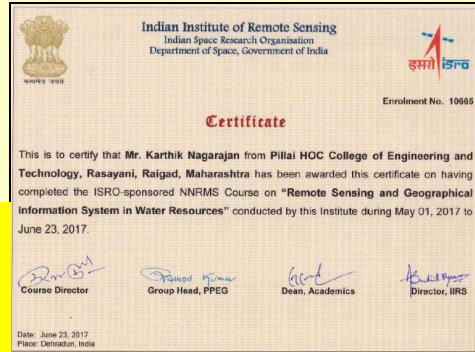 Indian Institute of Remote Sensing
Indian Space Research Organisation
Department of Space, Government of India
सत्यमेव जयते
इसरो isro
Enrolment No. 10665
Certificate
This is to certify that Mr. Karthik Nagarajan from Pillai HOC College of Engineering and
Technology, Rasayani, Raigad, Maharashtra has been awarded this certificate on having
completed the ISRO-sponsored NNRMS Course on "Remote Sensing and Geographical
Information System in Water Resources" conducted by this Institute during May 01, 2017 to
June 23, 2017.
Course Director
Group Head, PPEG
Dean, Academics
Director, IIRS
Date: June 23, 2017
Place: Dehradun, India